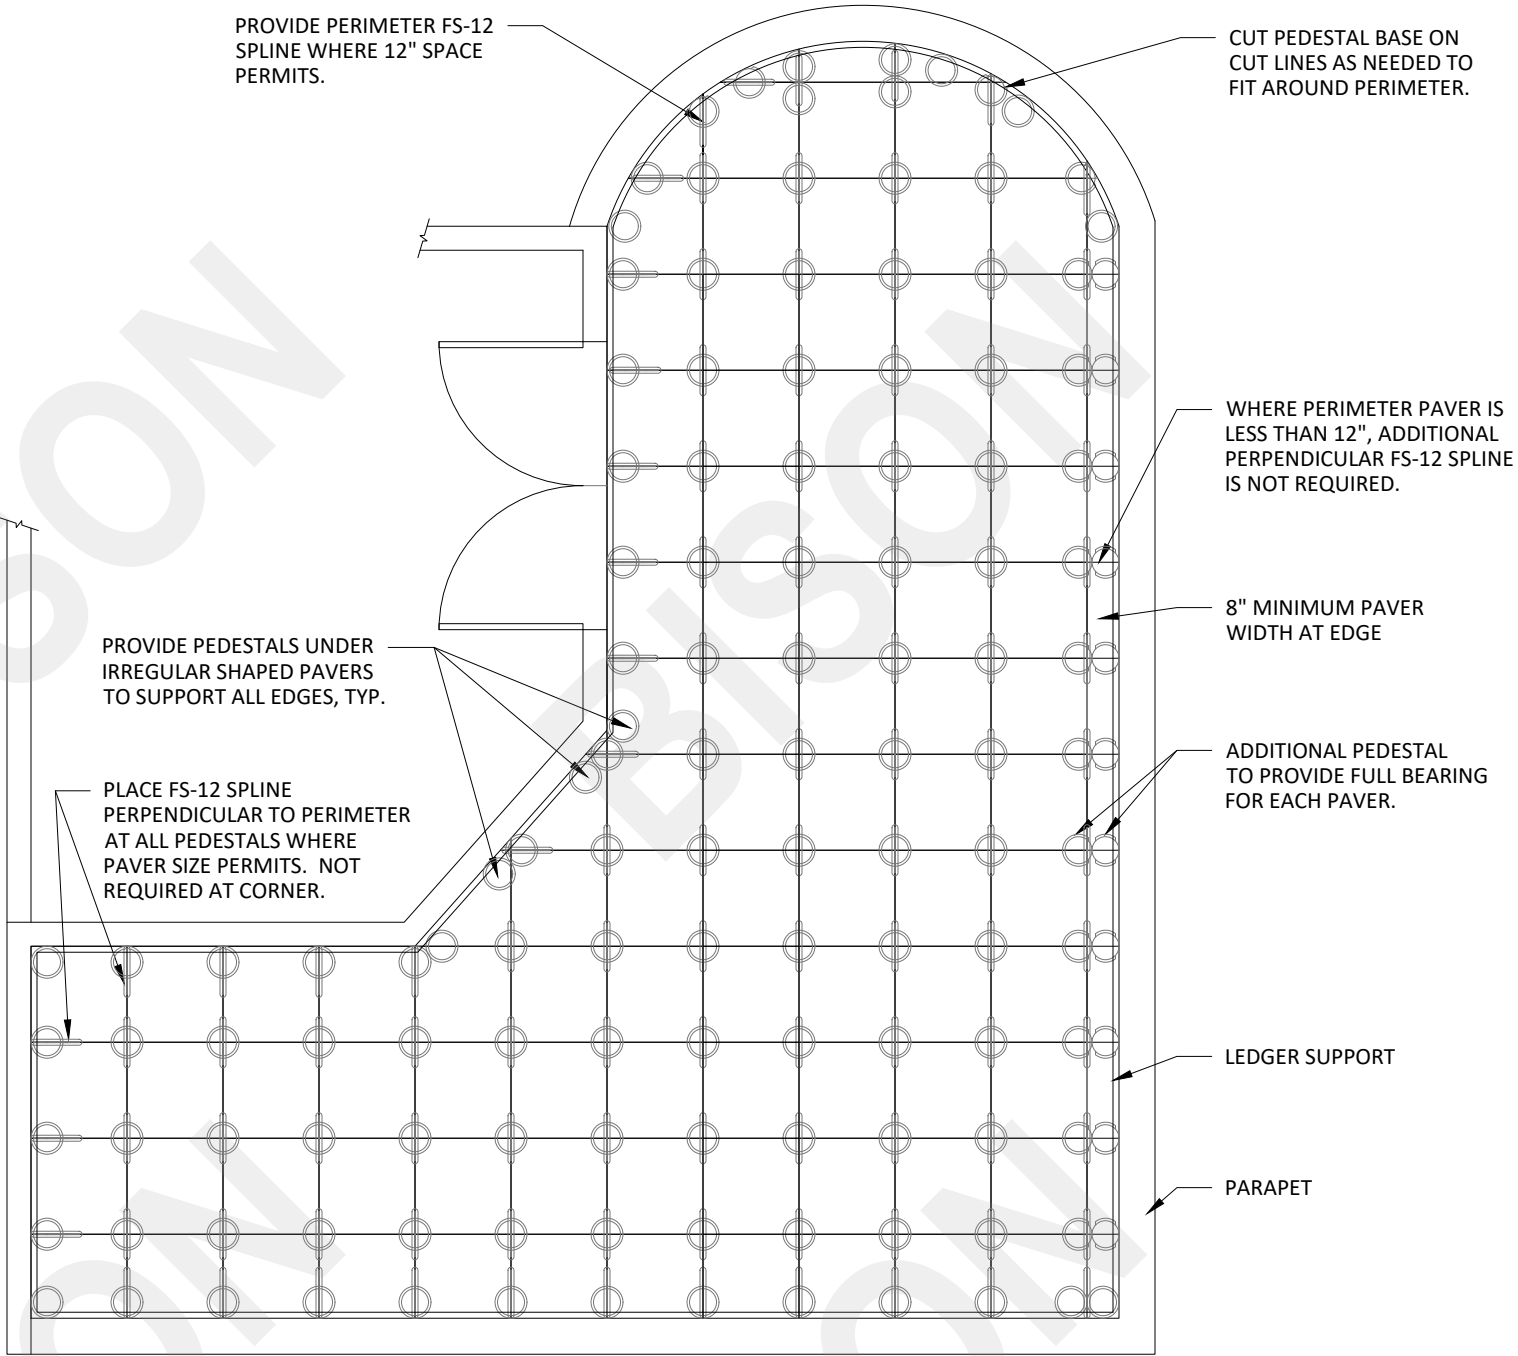 PROVIDE PERIMETER FS-12
SPLINE WHERE 12" SPACE
PERMITS.
CUT PEDESTAL BASE ON
CUT LINES AS NEEDED TO
FIT AROUND PERIMETER.
WHERE PERIMETER PAVER IS
LESS THAN 12", ADDITIONAL
PERPENDICULAR FS-12 SPLINE
IS NOT REQUIRED.
8" MINIMUM PAVER
WIDTH AT EDGE
PROVIDE PEDESTALS UNDER
IRREGULAR SHAPED PAVERS
TO SUPPORT ALL EDGES, TYP.
ADDITIONAL PEDESTAL
TO PROVIDE FULL BEARING
FOR EACH PAVER.
PLACE FS-12 SPLINE
PERPENDICULAR TO PERIMETER
AT ALL PEDESTALS WHERE
PAVER SIZE PERMITS. NOT
REQUIRED AT CORNER.
LEDGER SUPPORT
PARAPET
BISON
SON
ON
ON